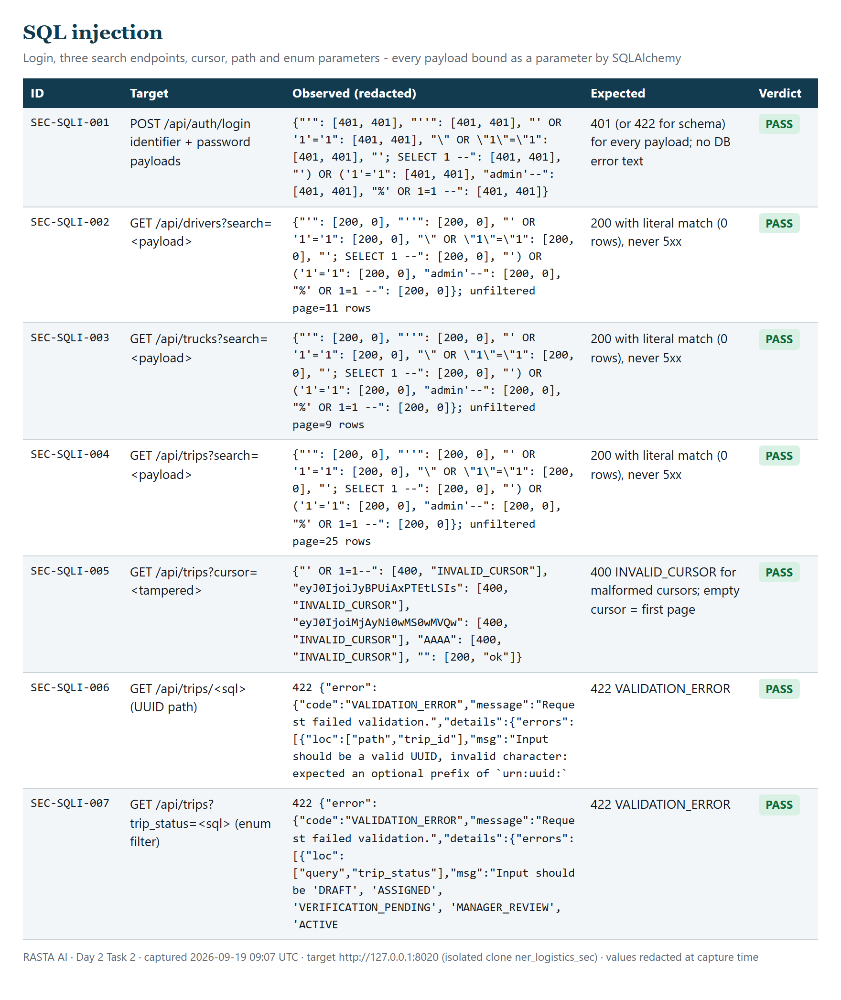 SQL injection
Login, three search endpoints, cursor, path and enum parameters - every payload bound as a parameter by SQLAlchemy
ID Target Observed (redacted) Expected Verdict
SEC-SQLI-001
POST /api/auth/login
identifier + password
payloads
{"'": [401, 401], "''": [401, 401], "' OR
'1'='1": [401, 401], "\" OR \"1\"=\"1":
[401, 401], "'; SELECT 1 --": [401, 401],
"') OR ('1'='1": [401, 401], "admin'--":
[401, 401], "%' OR 1=1 --": [401, 401]}
401 (or 422 for schema)
for every payload; no DB
error text
PASS
SEC-SQLI-002
GET /api/drivers?search=
<payload>
{"'": [200, 0], "''": [200, 0], "' OR
'1'='1": [200, 0], "\" OR \"1\"=\"1": [200,
0], "'; SELECT 1 --": [200, 0], "') OR
('1'='1": [200, 0], "admin'--": [200, 0],
"%' OR 1=1 --": [200, 0]}; unfiltered
page=11 rows
200 with literal match (0
rows), never 5xx
PASS
SEC-SQLI-003
GET /api/trucks?search=
<payload>
{"'": [200, 0], "''": [200, 0], "' OR
'1'='1": [200, 0], "\" OR \"1\"=\"1": [200,
0], "'; SELECT 1 --": [200, 0], "') OR
('1'='1": [200, 0], "admin'--": [200, 0],
"%' OR 1=1 --": [200, 0]}; unfiltered
page=9 rows
200 with literal match (0
rows), never 5xx
PASS
SEC-SQLI-004
GET /api/trips?search=
<payload>
{"'": [200, 0], "''": [200, 0], "' OR
'1'='1": [200, 0], "\" OR \"1\"=\"1": [200,
0], "'; SELECT 1 --": [200, 0], "') OR
('1'='1": [200, 0], "admin'--": [200, 0],
"%' OR 1=1 --": [200, 0]}; unfiltered
page=25 rows
200 with literal match (0
rows), never 5xx
PASS
SEC-SQLI-005
GET /api/trips?cursor=
<tampered>
{"' OR 1=1--": [400, "INVALID_CURSOR"],
"eyJ0IjoiJyBPUiAxPTEtLSIs": [400,
"INVALID_CURSOR"],
"eyJ0IjoiMjAyNi0wMS0wMVQw": [400,
"INVALID_CURSOR"], "AAAA": [400,
"INVALID_CURSOR"], "": [200, "ok"]}
400 INVALID_CURSOR for
malformed cursors; empty
cursor = first page
PASS
SEC-SQLI-006
GET /api/trips/<sql>
(UUID path)
422 {"error":
{"code":"VALIDATION_ERROR","message":"Reque
st failed validation.","details":{"errors":
[{"loc":["path","trip_id"],"msg":"Input
should be a valid UUID, invalid character:
expected an optional prefix of `urn:uuid:`
422 VALIDATION_ERROR
PASS
SEC-SQLI-007
GET /api/trips?
trip_status=<sql> (enum
filter)
422 {"error":
{"code":"VALIDATION_ERROR","message":"Reque
st failed validation.","details":{"errors":
[{"loc":
["query","trip_status"],"msg":"Input should
be 'DRAFT', 'ASSIGNED',
'VERIFICATION_PENDING', 'MANAGER_REVIEW',
'ACTIVE
422 VALIDATION_ERROR
PASS
RASTA AI · Day 2 Task 2 · captured 2026-09-19 09:07 UTC · target http://127.0.0.1:8020 (isolated clone ner_logistics_sec) · values redacted at capture time